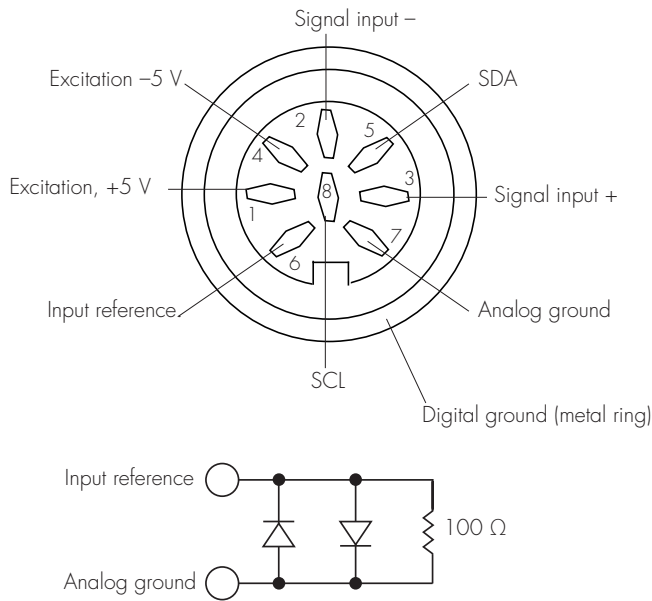 Signal input –
Excitation –5 V
SDA
2
5
4
Excitation, +5 V
8
3
Signal input +
1
7
6
Input reference
Analog ground
SCL
Digital ground (metal ring)
Input reference
100 Ω
Analog ground